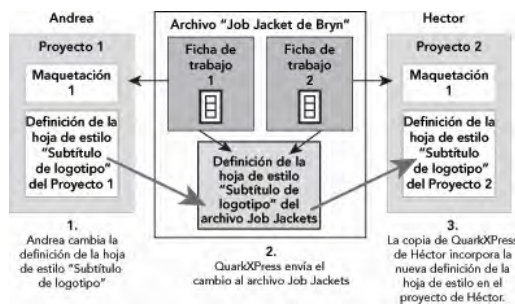 Andrea
Proyecto 1
Maquetación
1
Definición de la
hoja de estilo
“Subtítulo
de logotipo”
del Proyecto 1
1.
Andrea cambia la
definición de la hoja
de estilo “Subtítulo
de logotipo”
Archivo “Job Jacket de Bryn”
Ficha de
trabajo
1
Ficha de
trabajo
2
Definición de la
hoja de estilo
“Subtítulo de
logotipo” del
archivo Job Jackets
2.
QuarkXPress envía el
cambio al archivo Job Jackets
Hector
Proyecto 2
Maquetación
1
Definición de la
hoja de estilo
“Subtítulo
de logotipo”
del Proyecto 2
3.
La copia de QuarkXPress
de Héctor incorpora la
nueva definición de la
hoja de estilo en el
proyecto de Héctor.